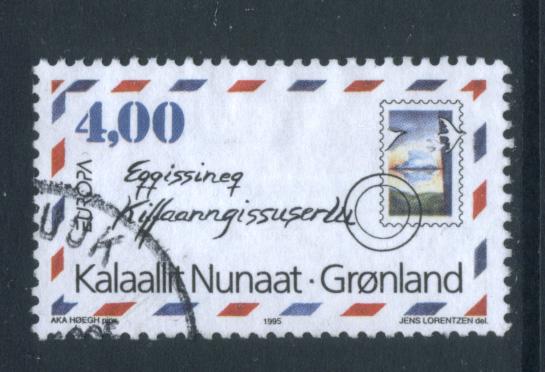 4,00
EUROPA
Eqqissineq
Kiffaanngissuserlu
Kalaallit Nunaat · Grønland
AKA HØEGH pinx.
1995
JENS LORENTZEN del.